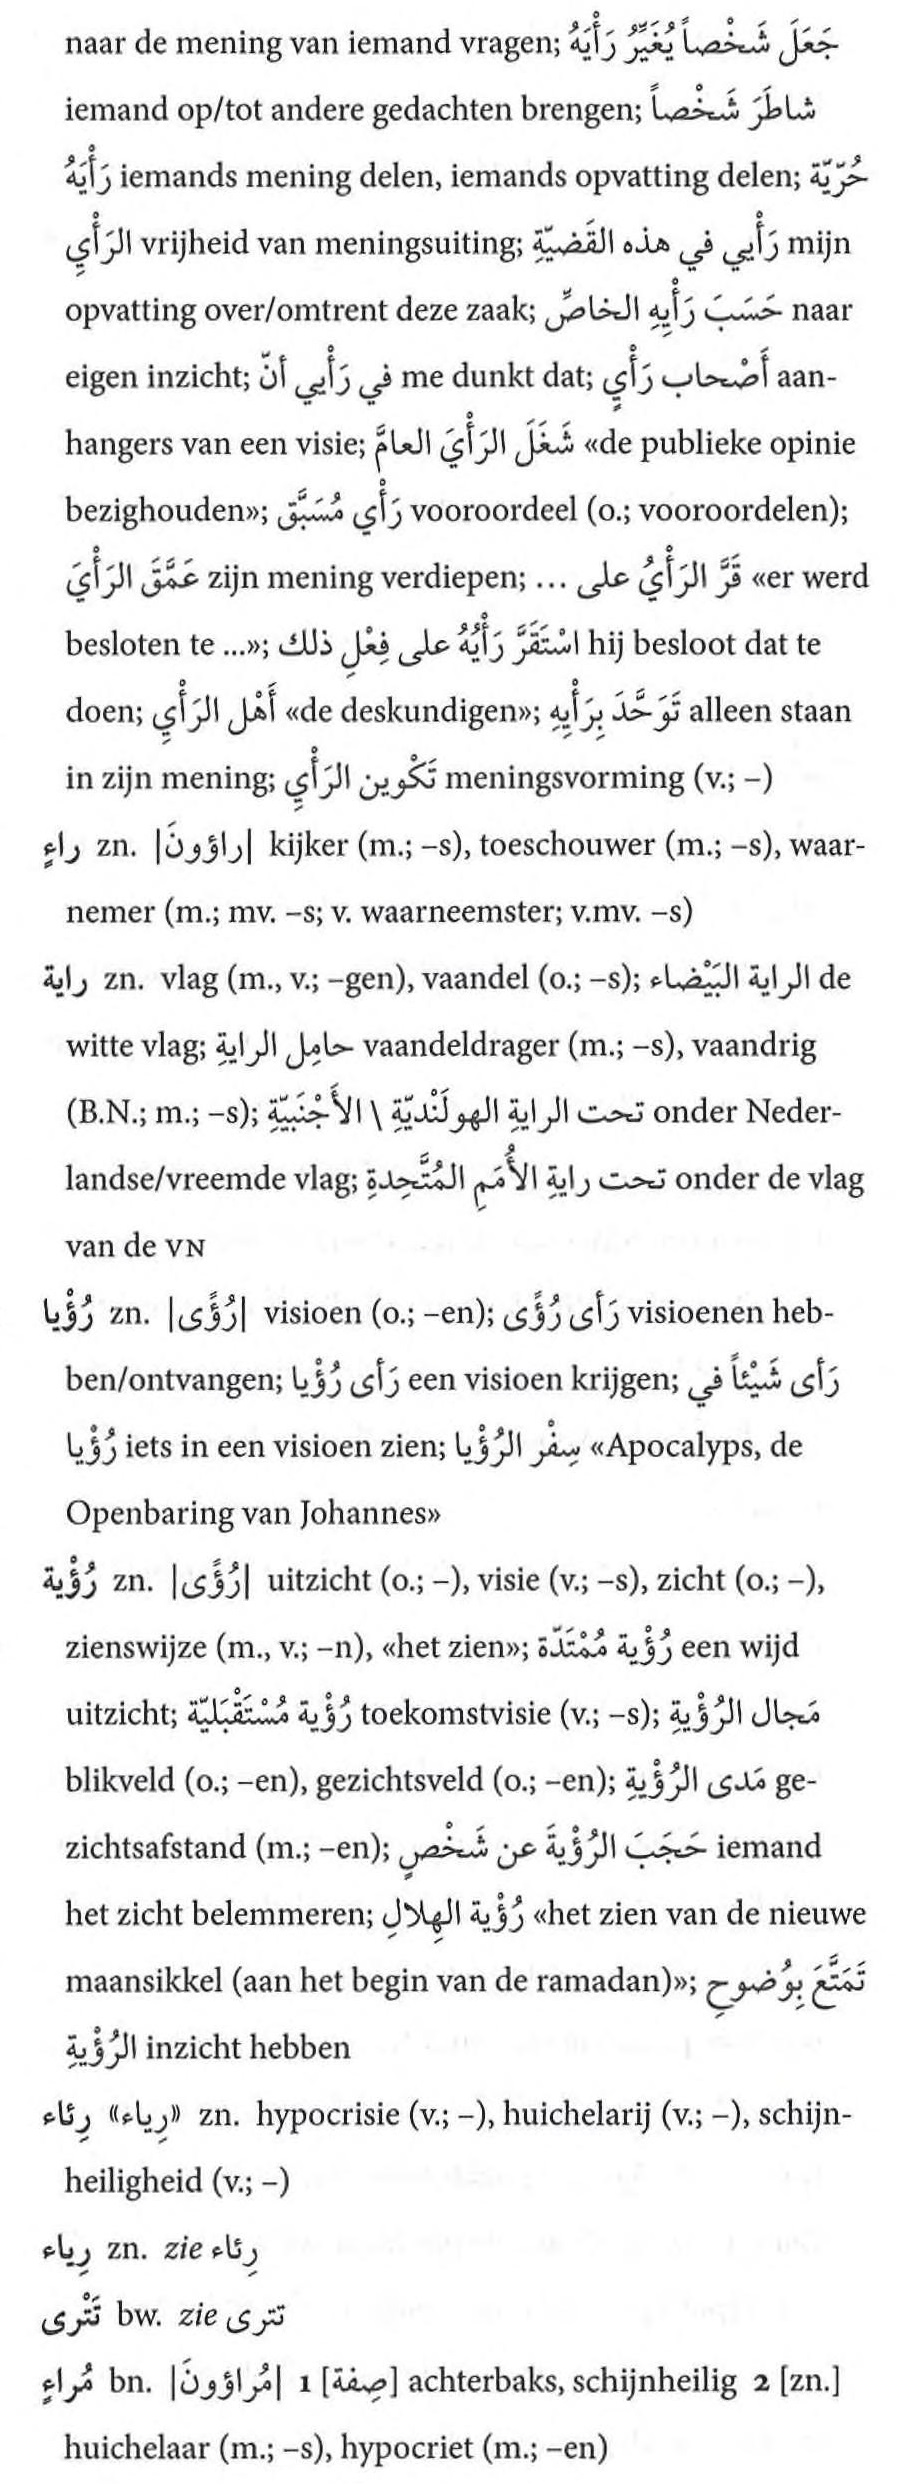 naar de mening van iemand vragen; جَعَلَ شَخْصاً يُغَيِّرُ رَأْيَهُ
iemand op/tot andere gedachten brengen; شاطَرَ شَخْصاً
رَأْيَهُ iemands mening delen, iemands opvatting delen; حُرِّيّة
الرَأْيِ vrijheid van meningsuiting; رَأْيي في هذه القَضيّةِ mijn
opvatting over/omtrent deze zaak; حَسَبَ رَأْيِهِ الخاصِّ naar
eigen inzicht; في رَأْيي أنّ me dunkt dat; أَصْحاب رَأْيٍ aan-
hangers van een visie; شَغَلَ الرَأْيَ العامَّ «de publieke opinie
bezighouden»; رَأْي مُسَبَّق vooroordeel (o.; vooroordelen);
عَمَّقَ الرَأْيَ zijn mening verdiepen; قَرَّ الرَأْيُ على ... «er werd
besloten te ...»; اسْتَقَرَّ رَأْيُهُ على فِعْلِ ذلك hij besloot dat te
doen; أَهْل الرَأْيِ «de deskundigen»; تَوَحَّدَ بِرَأْيِهِ alleen staan
in zijn mening; تَكْوين الرَأْيِ meningsvorming (v.; –)
راءٍ zn. |راؤونَ| kijker (m.; –s), toeschouwer (m.; –s), waar-
nemer (m.; mv. –s; v. waarneemster; v.mv. –s)
راية zn. vlag (m., v.; –gen), vaandel (o.; –s); الراية البَيْضاء de
witte vlag; حامِل الرايةِ vaandeldrager (m.; –s), vaandrig
(B.N.; m.; –s); تحت الرايةِ الهولَنْديّةِ \ الأَجْنَبيّةِ onder Neder-
landse/vreemde vlag; تحت رايةِ الأُمَمِ المُتَّحِدةِ onder de vlag
van de VN
رُؤْيا zn. |رُؤًى| visioen (o.; –en); رَأى رُؤًى visioenen heb-
ben/ontvangen; رَأى رُؤْيا een visioen krijgen; رَأى شَيْئاً في
رُؤْيا iets in een visioen zien; سِفْر الرُؤْيا «Apocalyps, de
Openbaring van Johannes»
رُؤْية zn. |رُؤًى| uitzicht (o.; –), visie (v.; –s), zicht (o.; –),
zienswijze (m., v.; –n), «het zien»; رُؤْية مُمْتَدّة een wijd
uitzicht; رُؤْية مُسْتَقْبَليّة toekomstvisie (v.; –s); مَجال الرُؤْيةِ
blikveld (o.; –en), gezichtsveld (o.; –en); مَدى الرُؤْيةِ ge-
zichtsafstand (m.; –en); حَجَبَ الرُؤْيةَ عن شَخْصٍ iemand
het zicht belemmeren; رُؤْية الهِلالِ «het zien van de nieuwe
maansikkel (aan het begin van de ramadan)»; تَمَتَّعَ بِوُضوحِ
الرُؤْيةِ inzicht hebben
رِئاء «رِياء» zn. hypocrisie (v.; –), huichelarij (v.; –), schijn-
heiligheid (v.; –)
رِياء zn. zie رِئاء
تَتْرى bw. zie تترى
مُراءٍ bn. |مُراؤونَ| 1 [صِفة] achterbaks, schijnheilig 2 [zn.]
huichelaar (m.; –s), hypocriet (m.; –en)